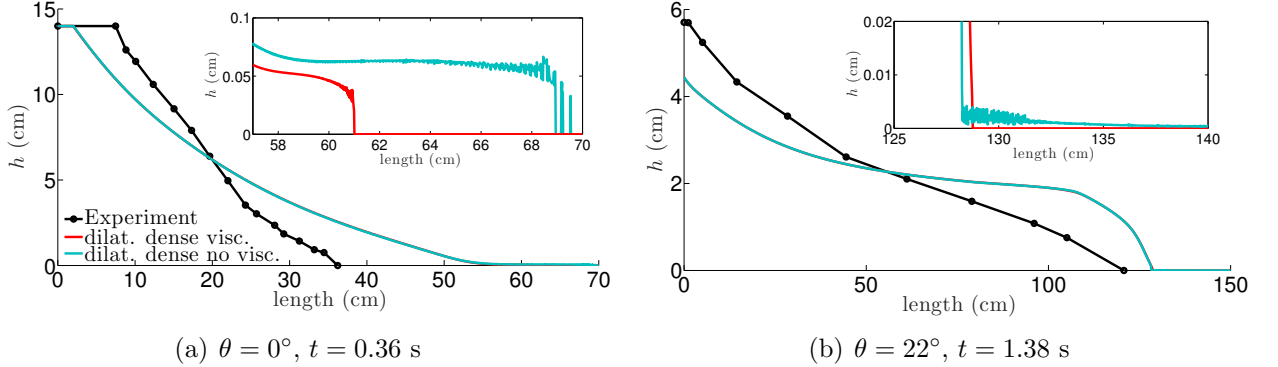 15
10
5
0
h (cm)
0 10 20 30 40 50 60 70
length (cm)
Experiment
dilat. dense visc.
dilat. dense no visc.
0.1
0.05
0
h (cm)
58 60 62 64 66 68 70
length (cm)
(a) θ = 0°, t = 0.36 s
6
4
2
0
h (cm)
0 50 100 150
length (cm)
0.02
0.01
0
h (cm)
125 130 135 140
length (cm)
(b) θ = 22°, t = 1.38 s